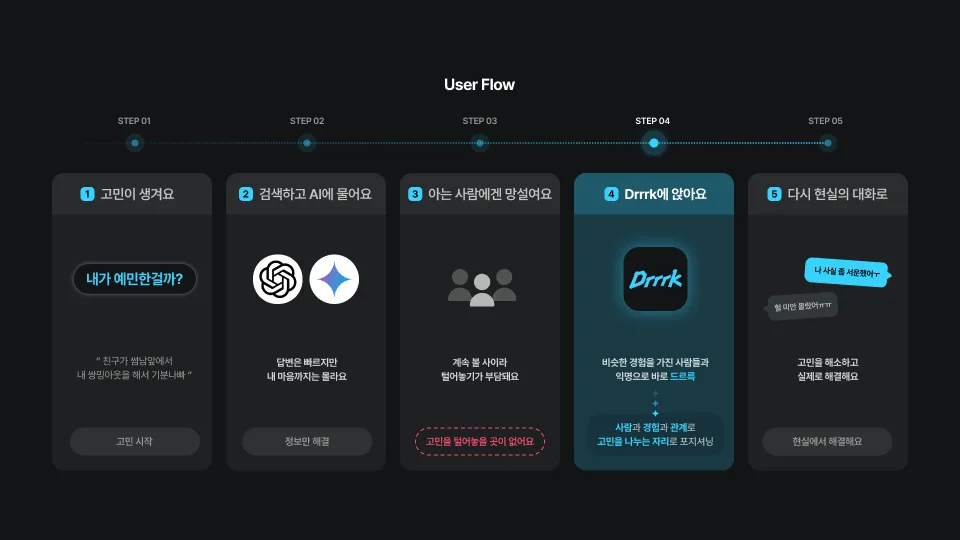 User Flow
STEP 01
STEP 02
STEP 03
STEP 04
STEP 05
1 고민이 생겨요
2 검색하고 AI에 물어요
3 아는 사람에겐 망설여요
4 Drrrk에 앉아요
5 다시 현실의 대화로
내가 예민한걸까?
“ 친구가 썸남앞에서
내 쌍밍아웃을 해서 기분나빠 “
고민 시작
답변은 빠르지만
내 마음까지는 몰라요
정보만 해결
계속 볼 사이라
털어놓기가 부담돼요
고민을 털어놓을 곳이 없어요
Drrrk
비슷한 경험을 가진 사람들과
익명으로 바로 드르륵
사람과 경험과 관계로
고민을 나누는 자리로 포지셔닝
나 사실 좀 서운했어ㅜ
헐 미안 몰랐어ㅠㅠ
고민을 해소하고
실제로 해결해요
현실에서 해결해요